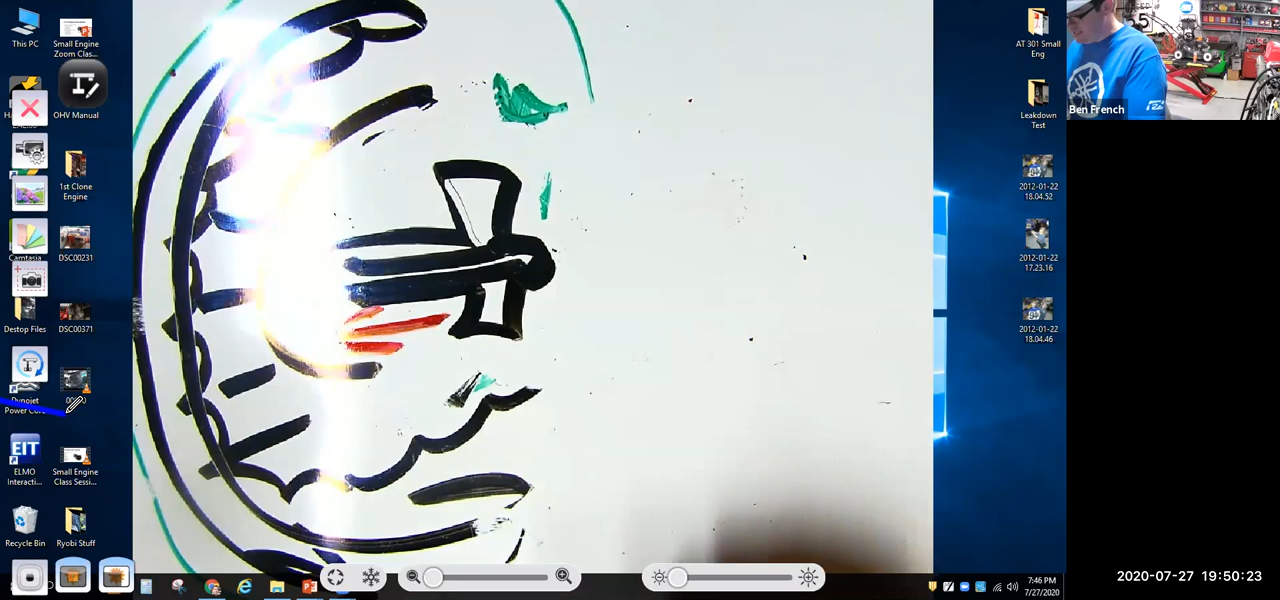 This PC
Small Engine
Zoom Clas...
OHV Manual
1st Clone
Engine
Camtasia
DSC00231
Destop Files
DSC00371
Dynojet
Power Core
EIT
ELMO
Interacti...
Small Engine
Class Sessi...
Recycle Bin
Ryobi Stuff
AT 301 Small
Eng
Leakdown
Test
2012-01-22
18.04.52
2012-01-22
17.23.16
2012-01-22
18.04.46
Ben French
7:46 PM
7/27/2020
2020-07-27 19:50:23